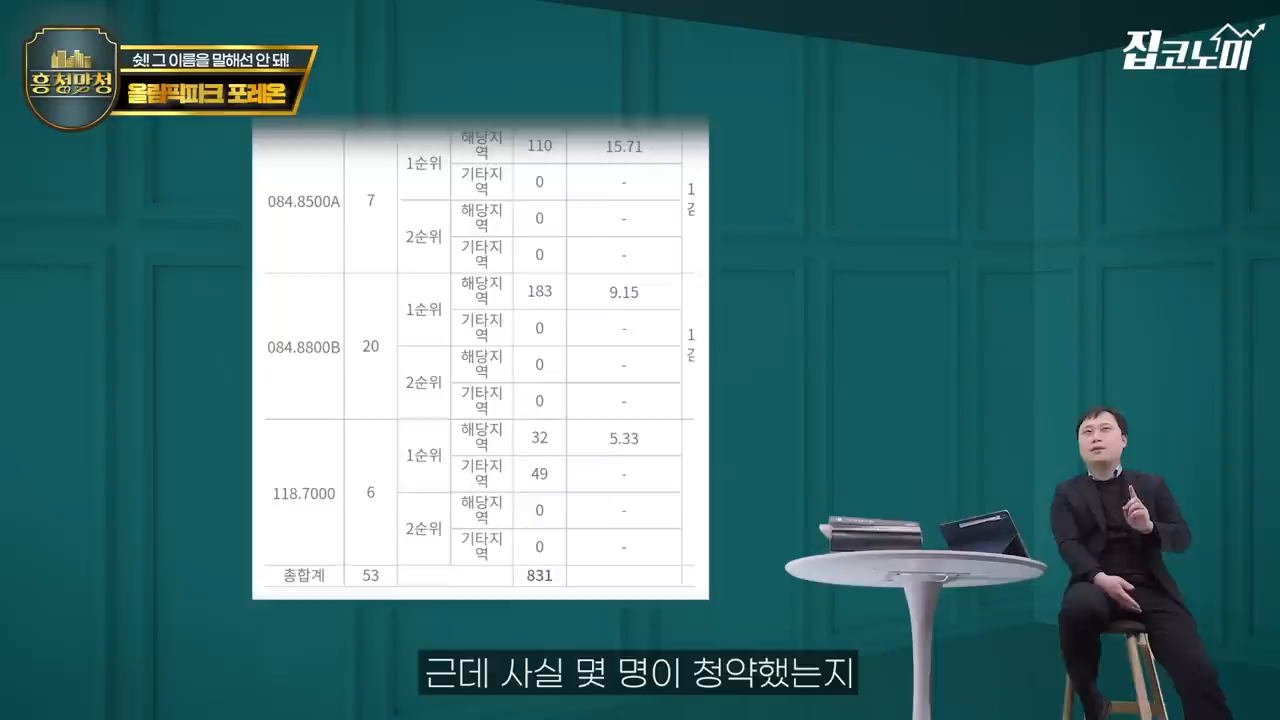 흥청망청
쉿! 그 이름을 말해선 안 돼!
올림픽파크 포레온
집코노미
084.8500A 7 1순위 해당지역 110 15.71
기타지역 0 -
2순위 해당지역 0 -
기타지역 0 -
084.8800B 20 1순위 해당지역 183 9.15
기타지역 0 -
2순위 해당지역 0 -
기타지역 0 -
118.7000 6 1순위 해당지역 32 5.33
기타지역 49 -
2순위 해당지역 0 -
기타지역 0 -
총합계 53 831
근데 사실 몇 명이 청약했는지